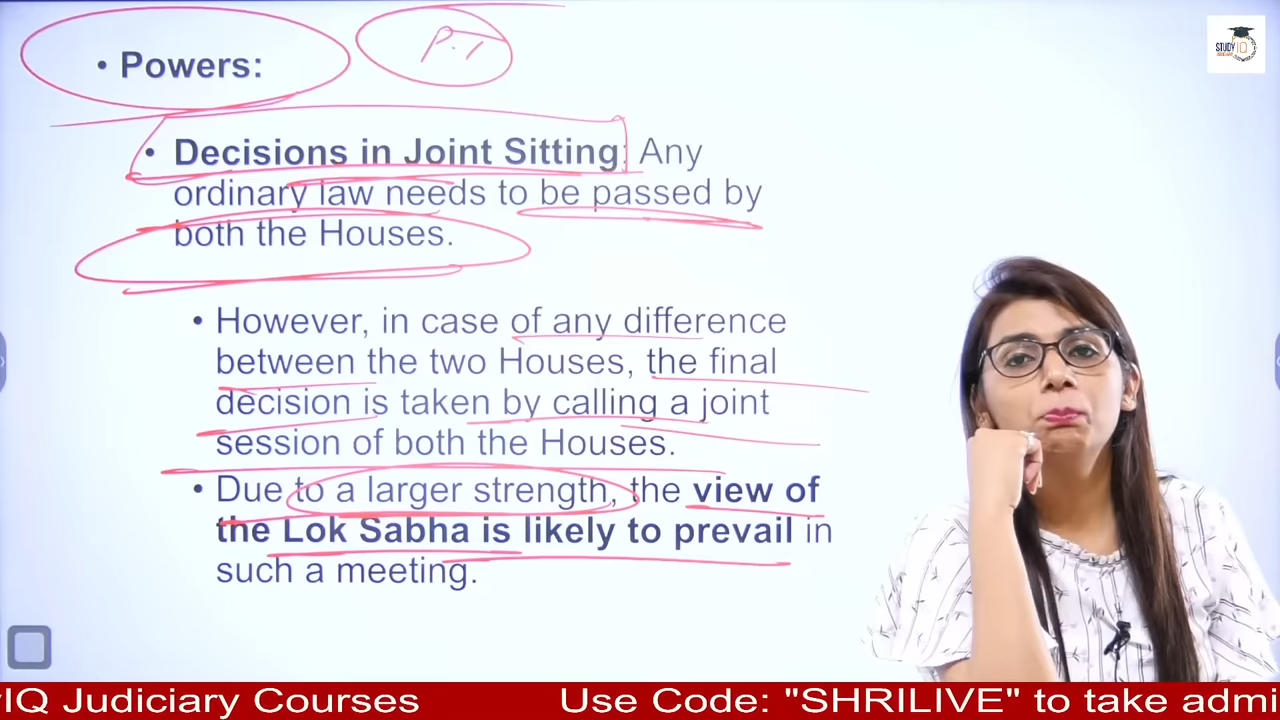 • Powers:
P.T
STUDY IQ
• Decisions in Joint Sitting: Any
ordinary law needs to be passed by
both the Houses.
• However, in case of any difference
between the two Houses, the final
decision is taken by calling a joint
session of both the Houses.
• Due to a larger strength, the view of
the Lok Sabha is likely to prevail in
such a meeting.
IQ Judiciary Courses Use Code: "SHRILIVE" to take admi